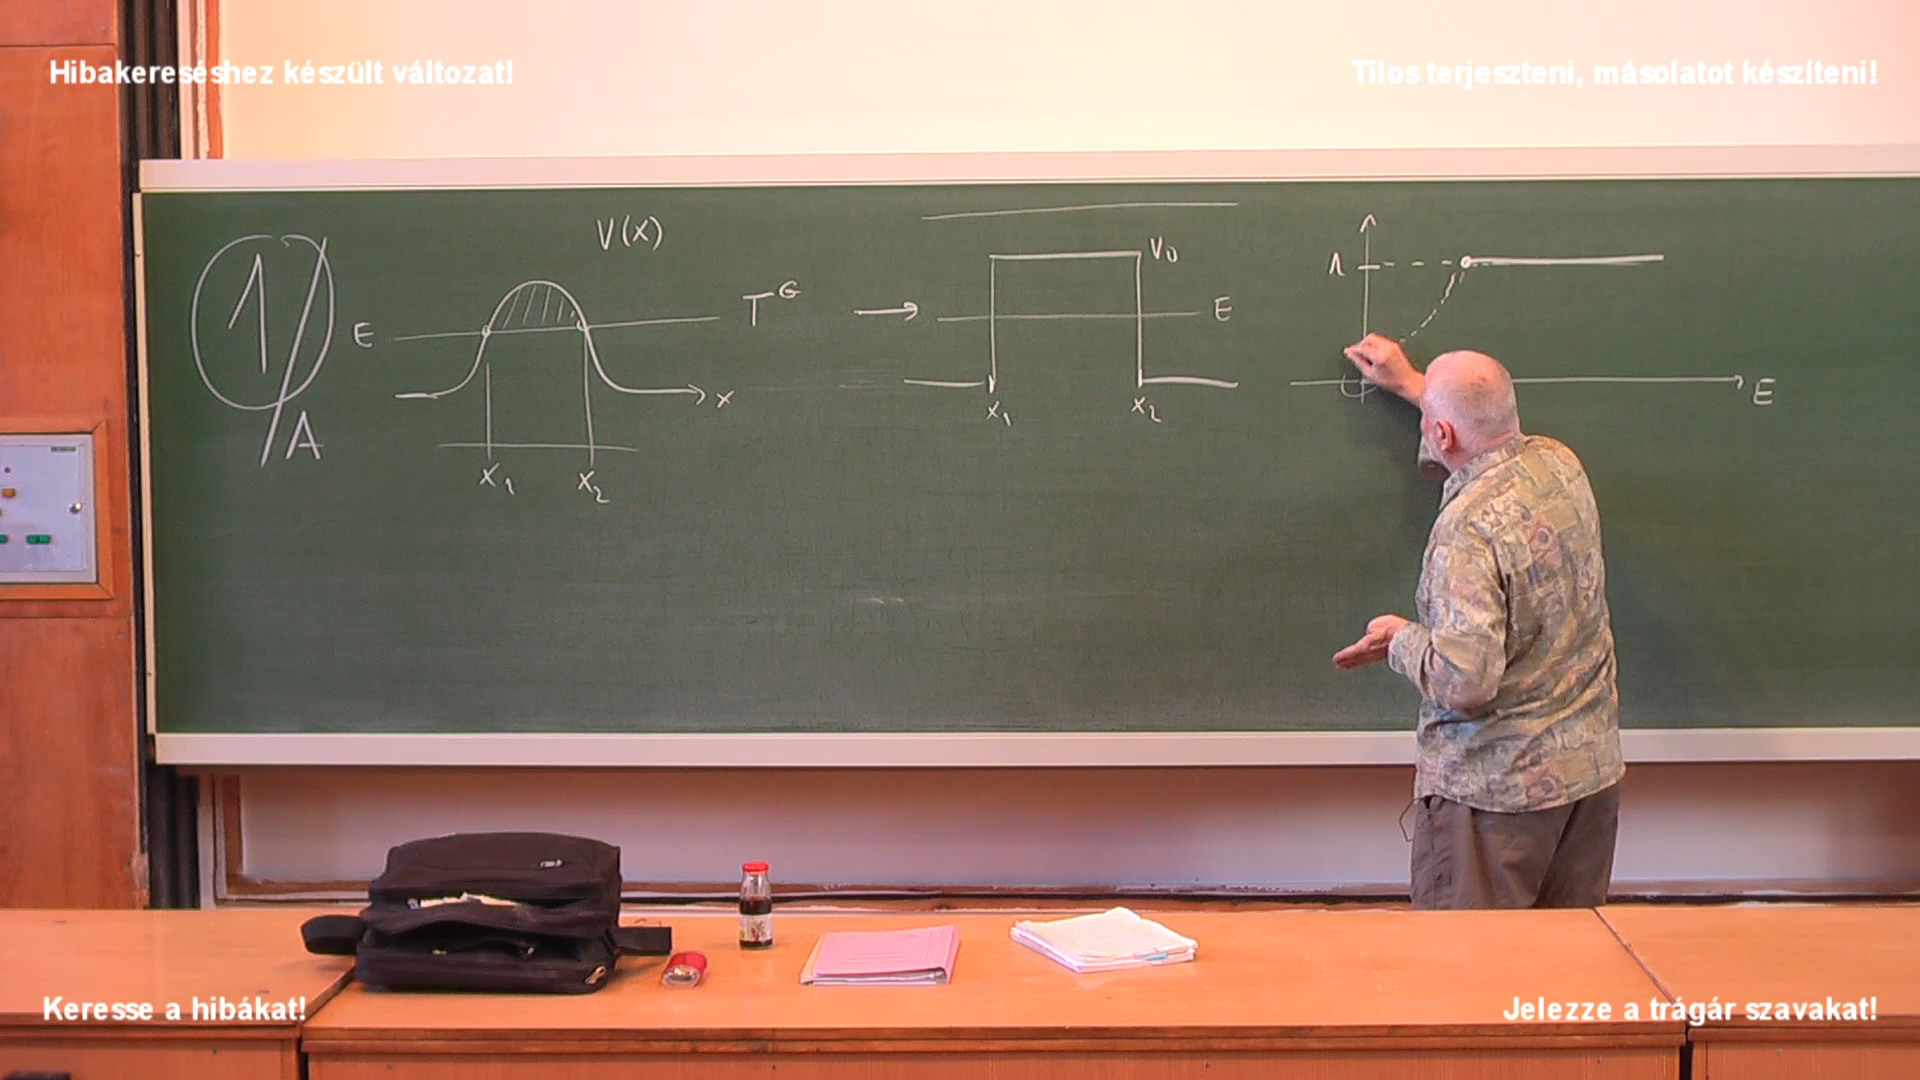 Hibakereséshez készült változat!
Tilos terjeszteni, másolatot készíteni!
1/A
V(x)
E
T^G
x
x₁
x₂
V₀
E
x₁
x₂
1
E
Keresse a hibákat!
Jelezze a trágár szavakat!